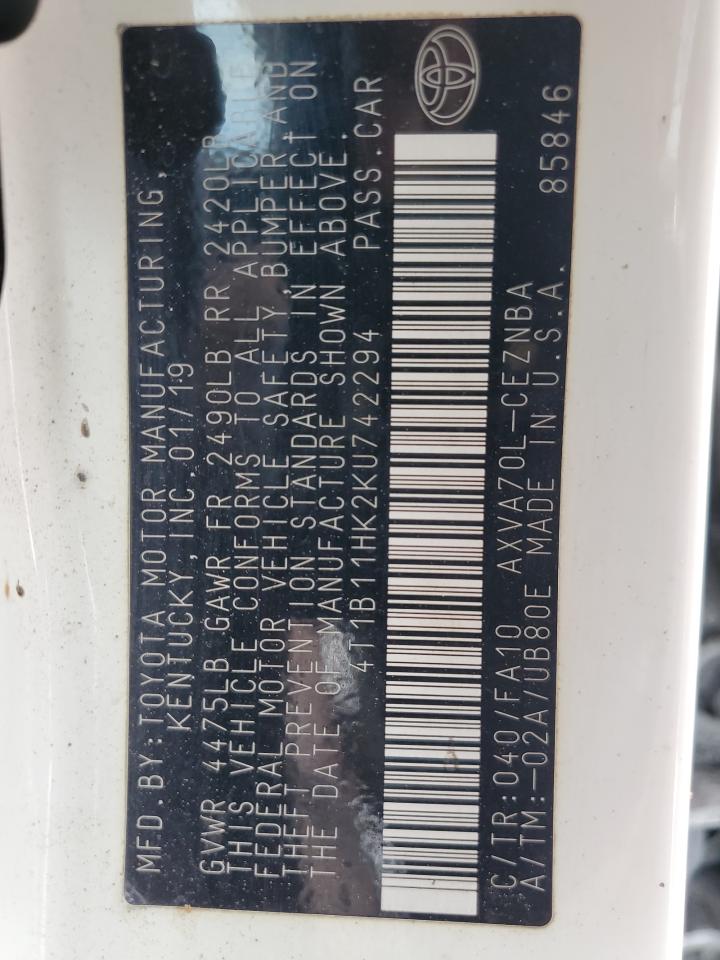 MFD.BY:TOYOTA MOTOR MANUFACTURING,
KENTUCKY, INC 01/19
GVWR 4475LB GAWR FR 2490LB RR 2420LB
THIS VEHICLE CONFORMS TO ALL APPLICABLE
FEDERAL MOTOR VEHICLE SAFETY, BUMPER AND
THEFT PREVENTION STANDARDS IN EFFECT ON
THE DATE OF MANUFACTURE SHOWN ABOVE.
4T1B11HK2KU742294 PASS.CAR
C/TR:040/FA10 AXVA70L-CEZNBA 85846
A/TM:-02A/UB80E MADE IN U.S.A.